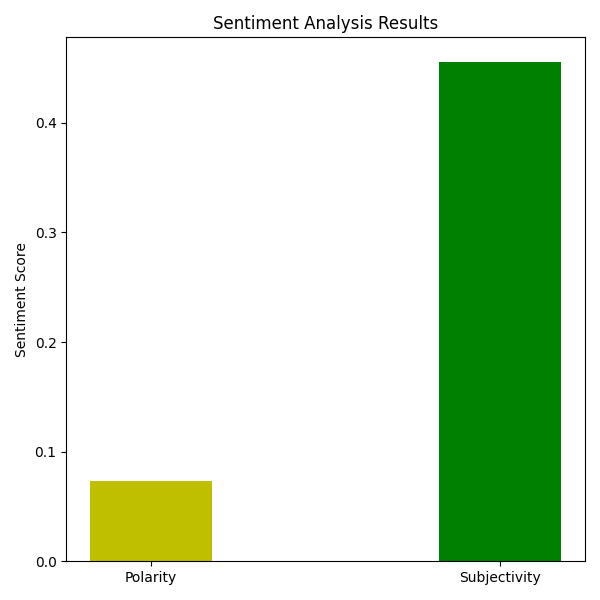 Sentiment Analysis Results
Sentiment Score
0.4
0.3
0.2
0.1
0.0
Polarity
Subjectivity